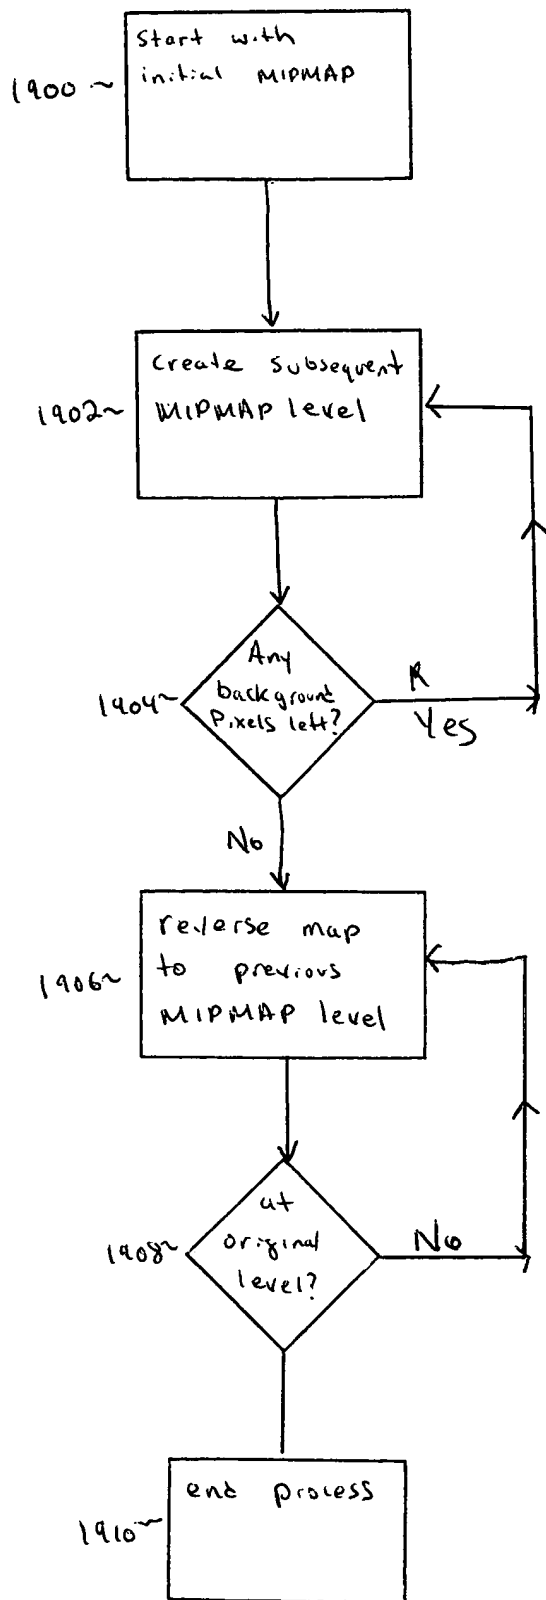 Start with
initial MIPMAP
1900~
Create Subsequent
MIPMAP level
1902~
Any
background
Pixels left?
1904~
R
Yes
No
reverse map
to previous
MIPMAP level
1906~
at
original
level?
1908~
No
end process
1910~